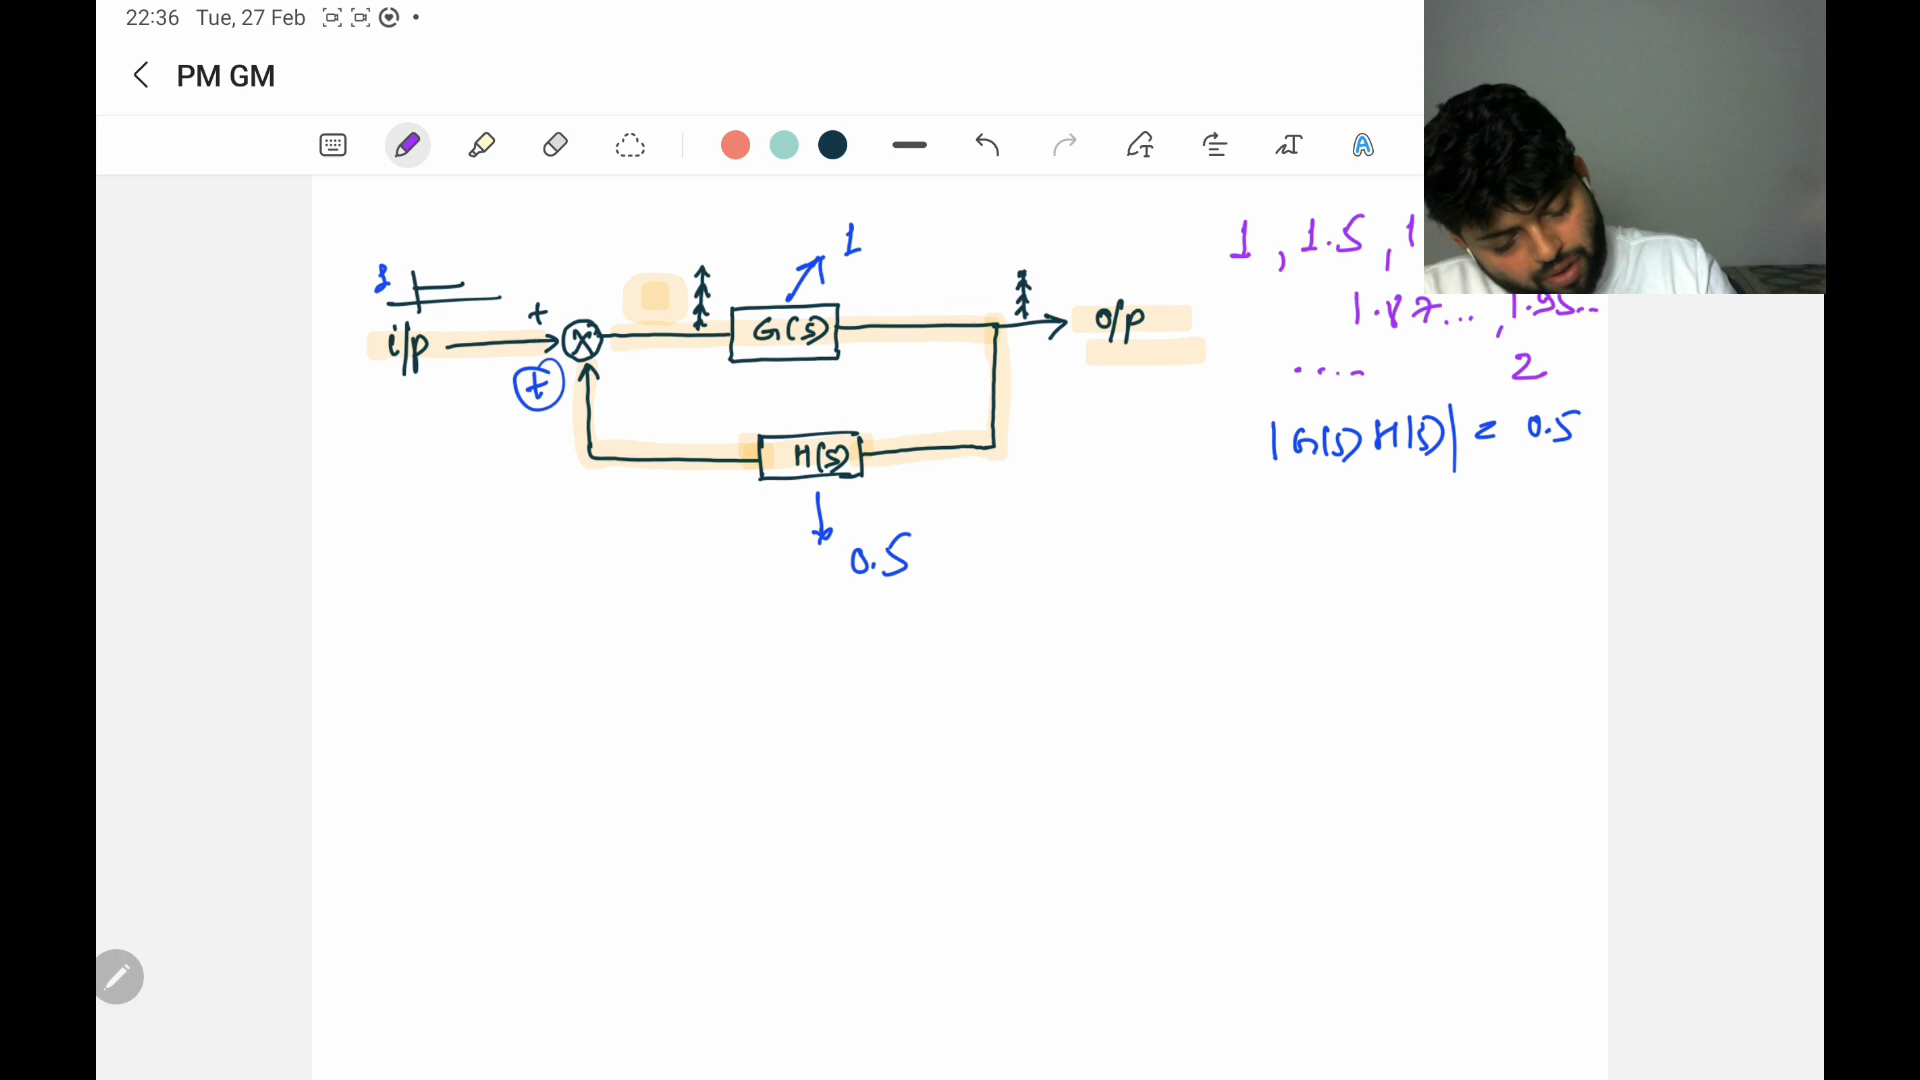 22:36 Tue, 27 Feb
PM GM
1 , 1.5 , 1
1.87... , 1.95..
.... 2
|G(s) H(s)| = 0.5
1
i/p
+
+
G(s)
o/p
H(s)
0.5